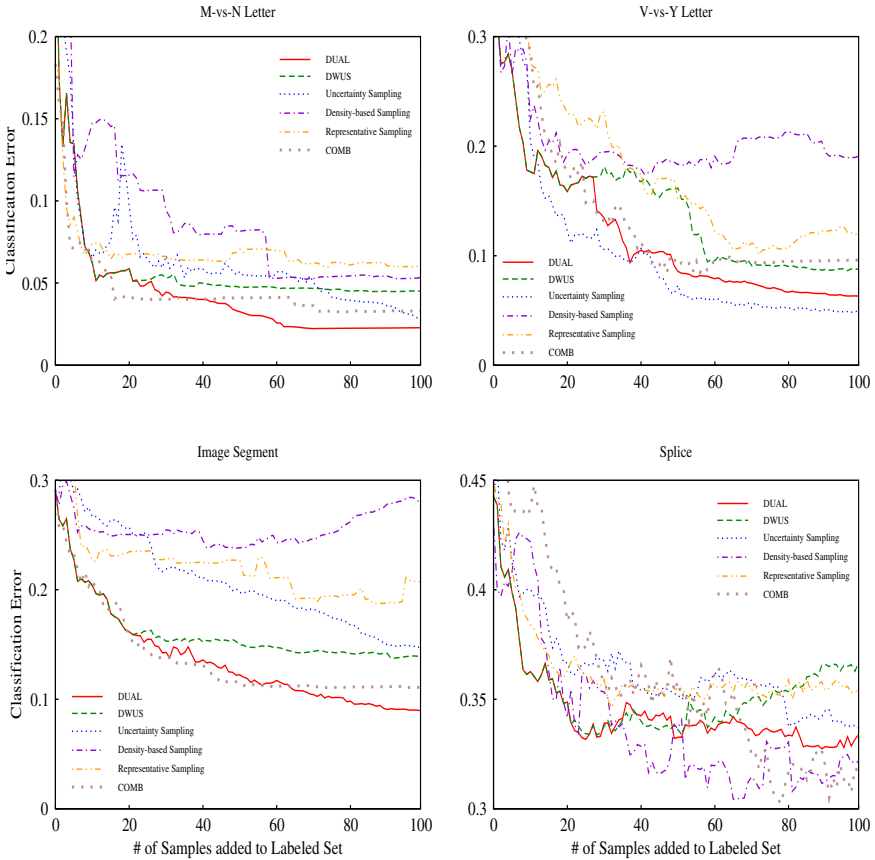 M-vs-N Letter
0.2
0.15
0.1
0.05
0
Classification Error
DUAL
DWUS
Uncertainty Sampling
Density-based Sampling
Representative Sampling
COMB
0 20 40 60 80 100
V-vs-Y Letter
0.3
0.2
0.1
0
DUAL
DWUS
Uncertainty Sampling
Density-based Sampling
Representative Sampling
COMB
0 20 40 60 80 100
Image Segment
0.3
0.2
0.1
0
Classification Error
DUAL
DWUS
Uncertainty Sampling
Density-based Sampling
Representative Sampling
COMB
0 20 40 60 80 100
# of Samples added to Labeled Set
Splice
0.45
0.4
0.35
0.3
DUAL
DWUS
Uncertainty Sampling
Density-based Sampling
Representative Sampling
COMB
0 20 40 60 80 100
# of Samples added to Labeled Set